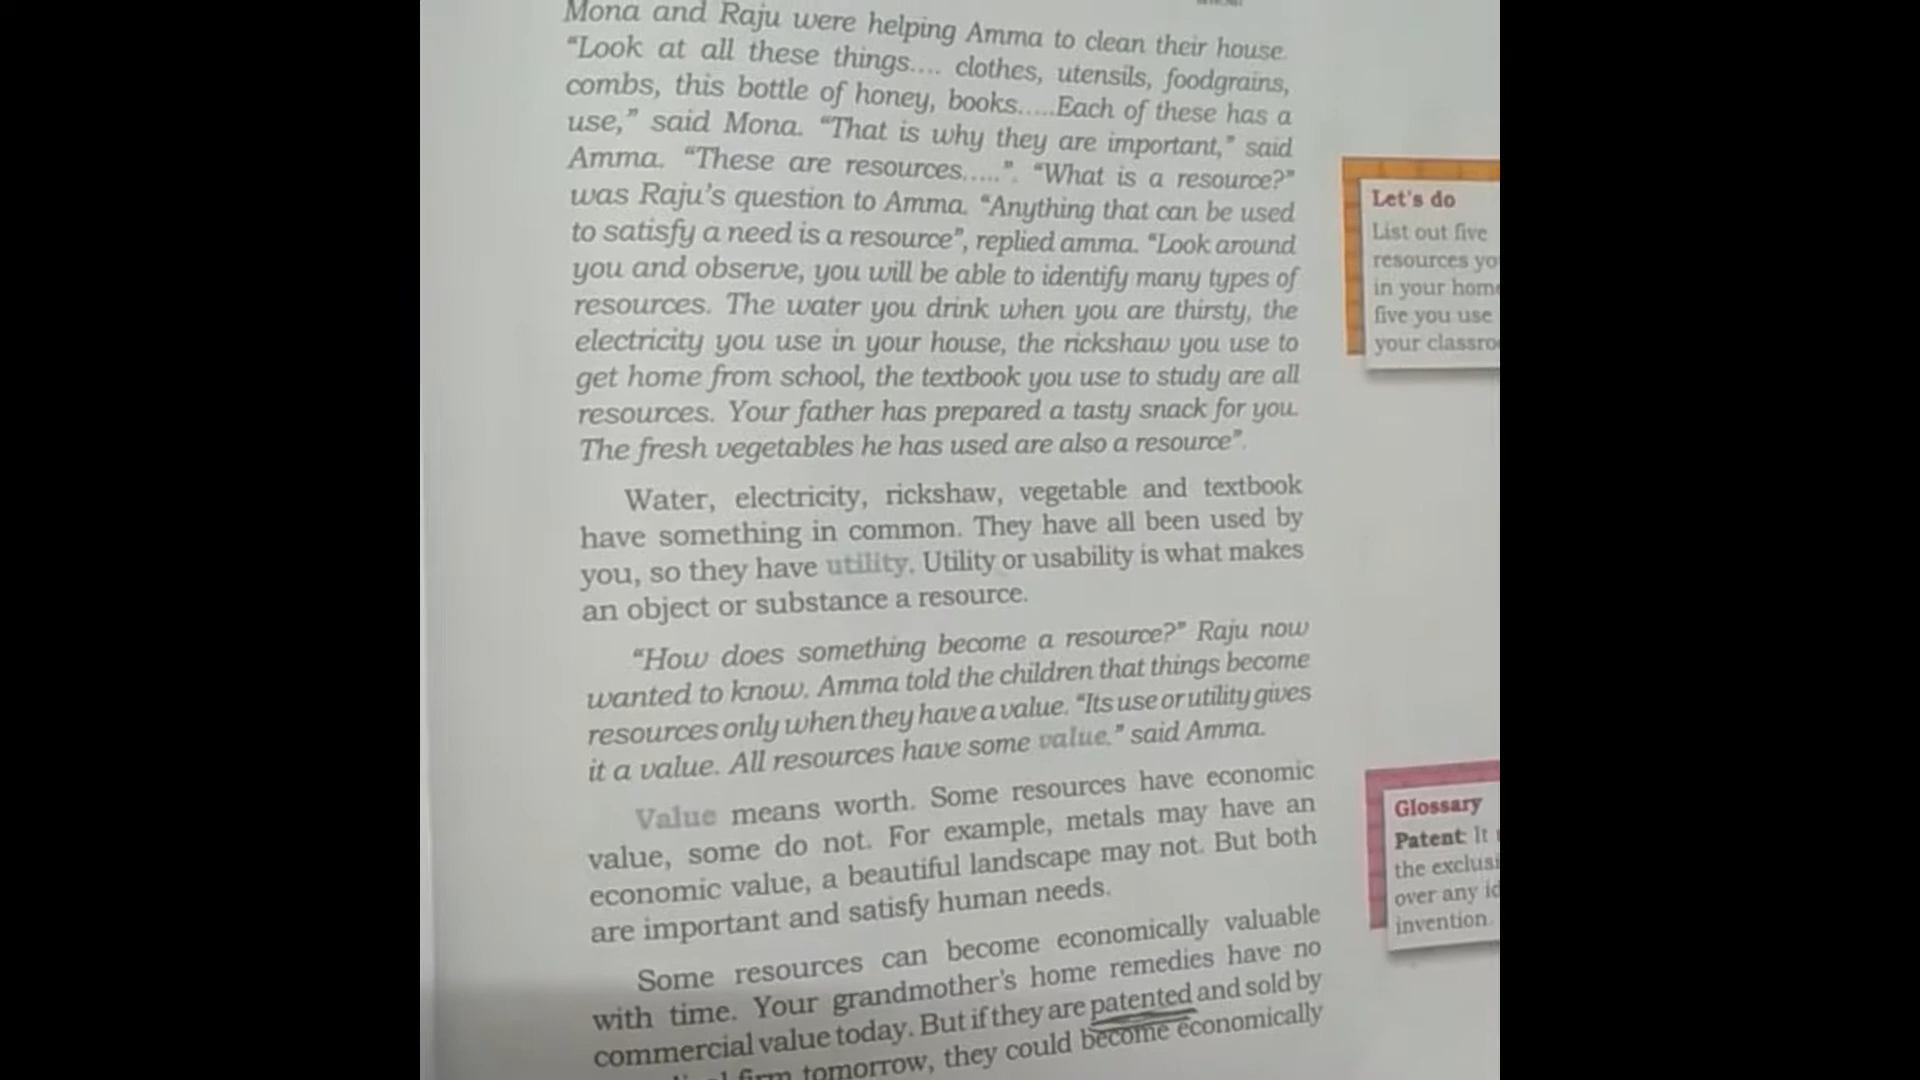 Mona and Raju were helping Amma to clean their house.
“Look at all these things.... clothes, utensils, foodgrains,
combs, this bottle of honey, books.....Each of these has a
use,” said Mona. “That is why they are important,” said
Amma. “These are resources.....”. “What is a resource?”
was Raju’s question to Amma. “Anything that can be used
to satisfy a need is a resource”, replied amma. “Look around
you and observe, you will be able to identify many types of
resources. The water you drink when you are thirsty, the
electricity you use in your house, the rickshaw you use to
get home from school, the textbook you use to study are all
resources. Your father has prepared a tasty snack for you.
The fresh vegetables he has used are also a resource”.
Water, electricity, rickshaw, vegetable and textbook
have something in common. They have all been used by
you, so they have utility. Utility or usability is what makes
an object or substance a resource.
“How does something become a resource?” Raju now
wanted to know. Amma told the children that things become
resources only when they have a value. “Its use or utility gives
it a value. All resources have some value,” said Amma.
Value means worth. Some resources have economic
value, some do not. For example, metals may have an
economic value, a beautiful landscape may not. But both
are important and satisfy human needs.
Some resources can become economically valuable
with time. Your grandmother’s home remedies have no
commercial value today. But if they are patented and sold by
firm tomorrow, they could become economically
Let's do
List out five
resources yo
in your home
five you use
your classro
Glossary
Patent: It
the exclusi
over any id
invention.